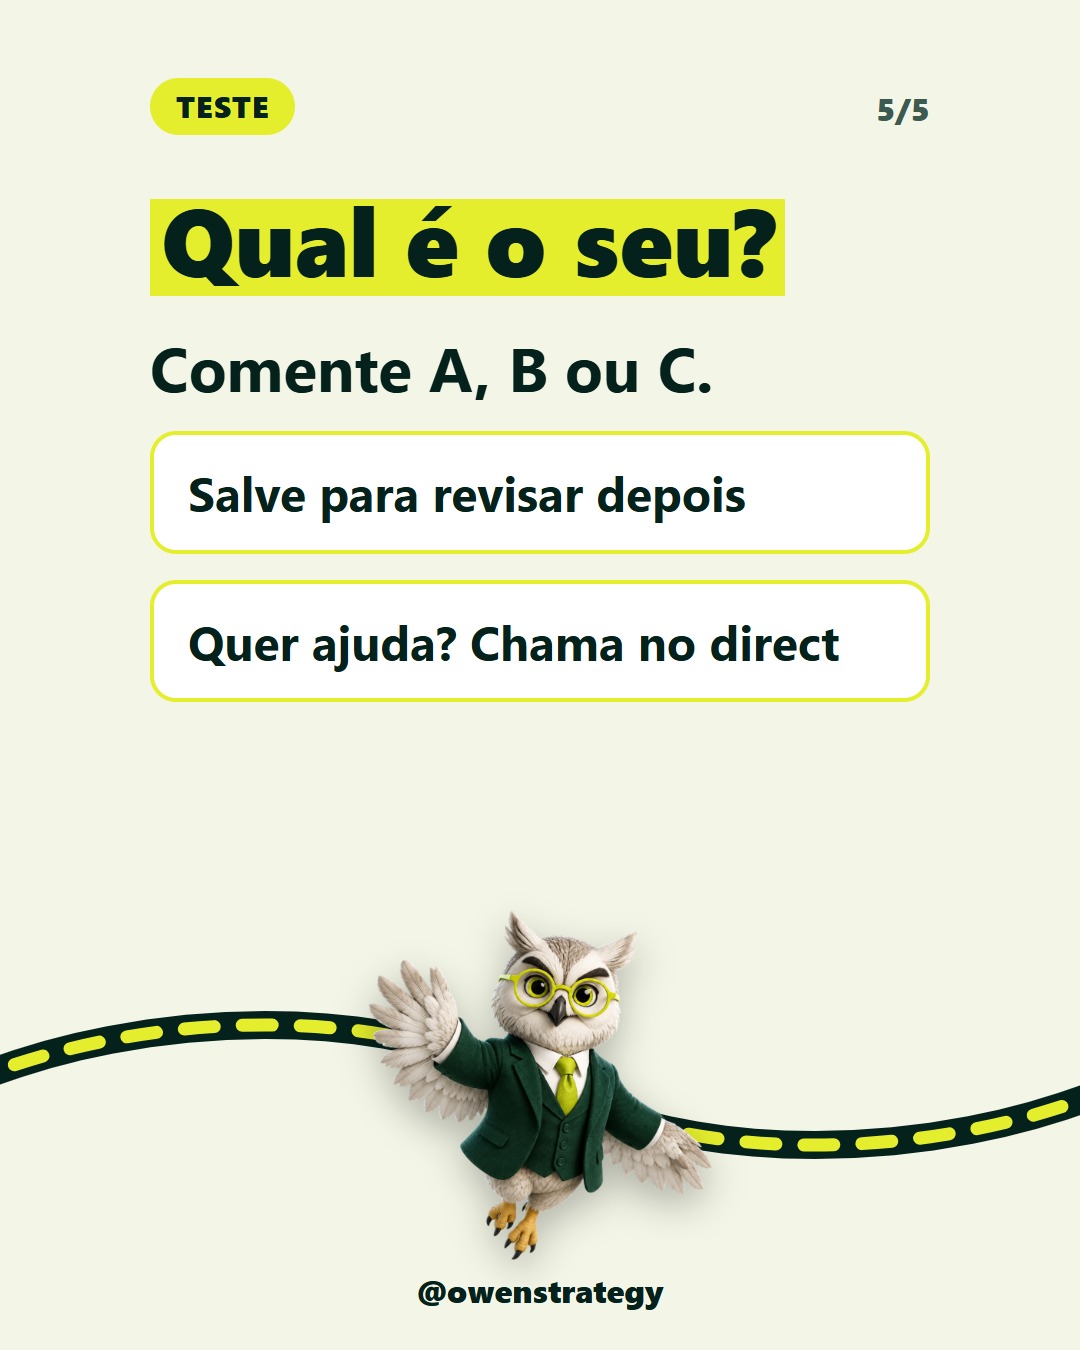 TESTE
5/5
Qual é o seu?
Comente A, B ou C.
Salve para revisar depois
Quer ajuda? Chama no direct
@owenstrategy